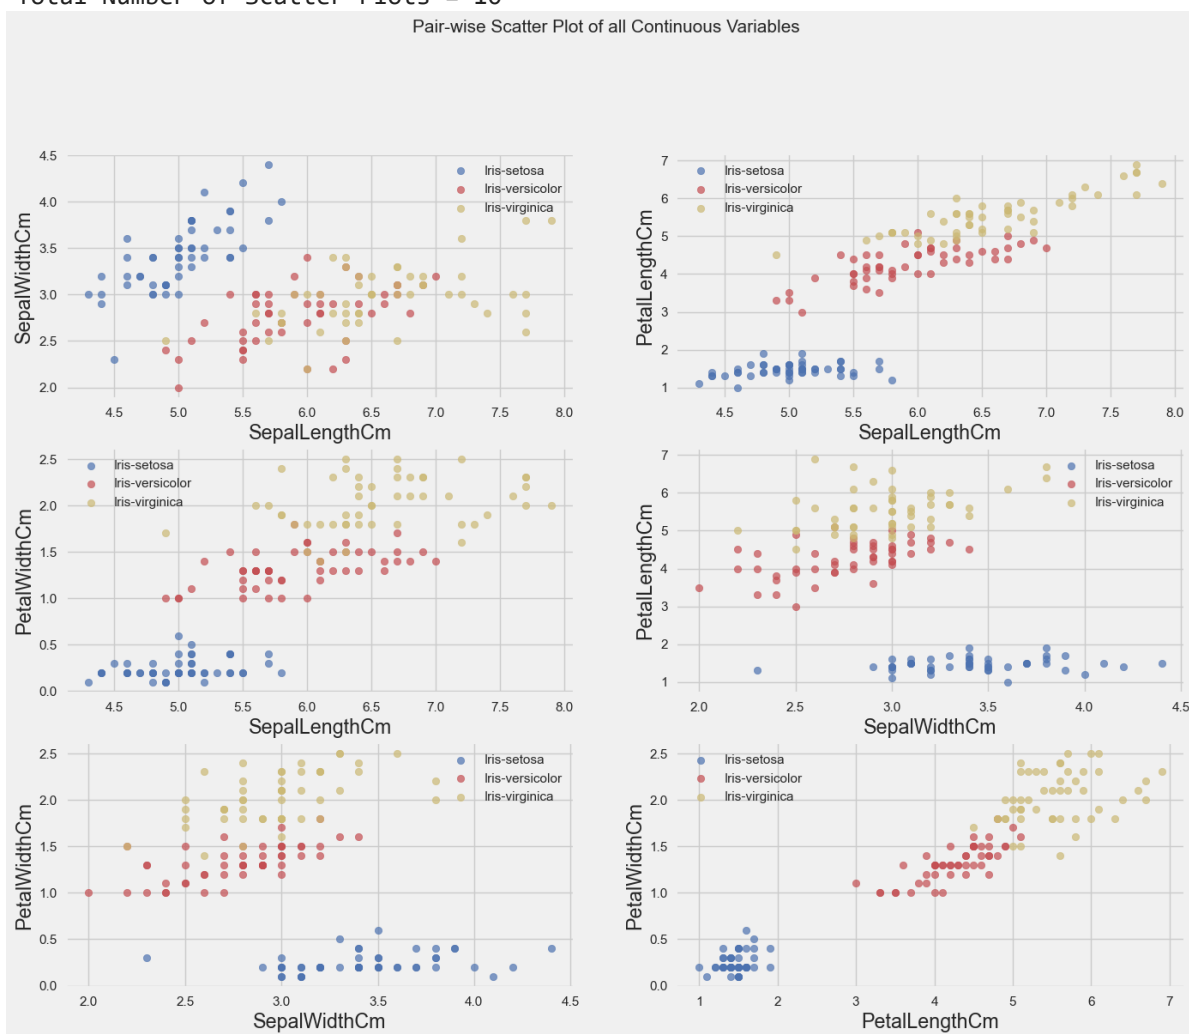 Total Number of Scatter Plots = 10
Pair-wise Scatter Plot of all Continuous Variables
4.5
4.0
3.5
3.0
2.5
2.0
SepalWidthCm
Iris-setosa
Iris-versicolor
Iris-virginica
4.5 5.0 5.5 6.0 6.5 7.0 7.5 8.0
SepalLengthCm
7
6
5
4
3
2
1
PetalLengthCm
Iris-setosa
Iris-versicolor
Iris-virginica
4.5 5.0 5.5 6.0 6.5 7.0 7.5 8.0
SepalLengthCm
2.5
2.0
1.5
1.0
0.5
0.0
PetalWidthCm
Iris-setosa
Iris-versicolor
Iris-virginica
4.5 5.0 5.5 6.0 6.5 7.0 7.5 8.0
SepalLengthCm
7
6
5
4
3
2
1
PetalLengthCm
Iris-setosa
Iris-versicolor
Iris-virginica
2.0 2.5 3.0 3.5 4.0 4.5
SepalWidthCm
2.5
2.0
1.5
1.0
0.5
0.0
PetalWidthCm
Iris-setosa
Iris-versicolor
Iris-virginica
2.0 2.5 3.0 3.5 4.0 4.5
SepalWidthCm
2.5
2.0
1.5
1.0
0.5
0.0
PetalWidthCm
Iris-setosa
Iris-versicolor
Iris-virginica
1 2 3 4 5 6 7
PetalLengthCm